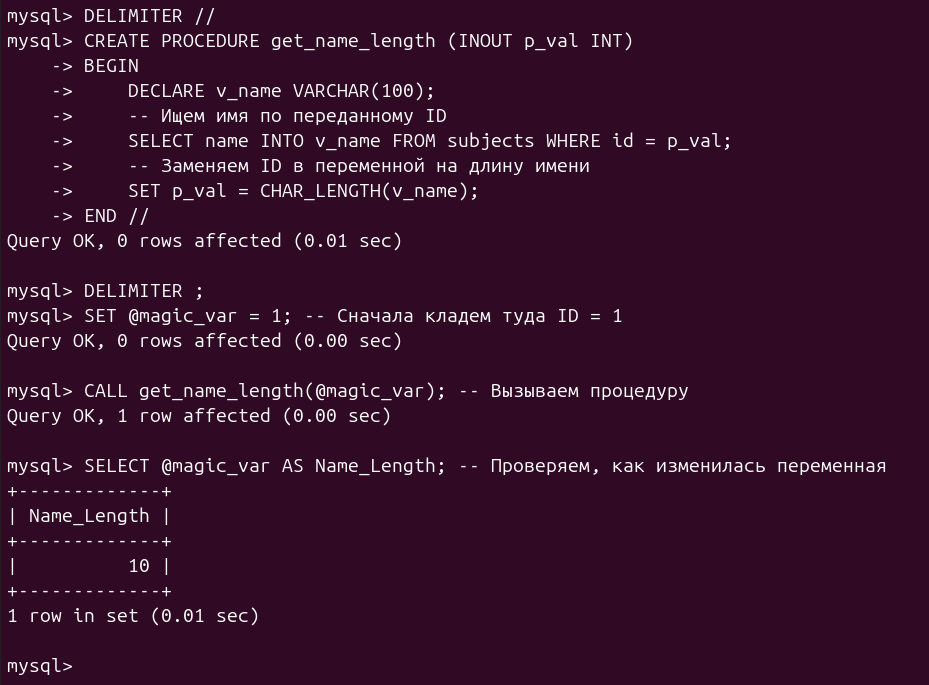 mysql> DELIMITER //
mysql> CREATE PROCEDURE get_name_length (INOUT p_val INT)
    -> BEGIN
    ->     DECLARE v_name VARCHAR(100);
    ->     -- Ищем имя по переданному ID
    ->     SELECT name INTO v_name FROM subjects WHERE id = p_val;
    ->     -- Заменяем ID в переменной на длину имени
    ->     SET p_val = CHAR_LENGTH(v_name);
    -> END //
Query OK, 0 rows affected (0.01 sec)

mysql> DELIMITER ;
mysql> SET @magic_var = 1; -- Сначала кладем туда ID = 1
Query OK, 0 rows affected (0.00 sec)

mysql> CALL get_name_length(@magic_var); -- Вызываем процедуру
Query OK, 1 row affected (0.00 sec)

mysql> SELECT @magic_var AS Name_Length; -- Проверяем, как изменилась переменная
+-------------+
| Name_Length |
+-------------+
|          10 |
+-------------+
1 row in set (0.01 sec)

mysql>